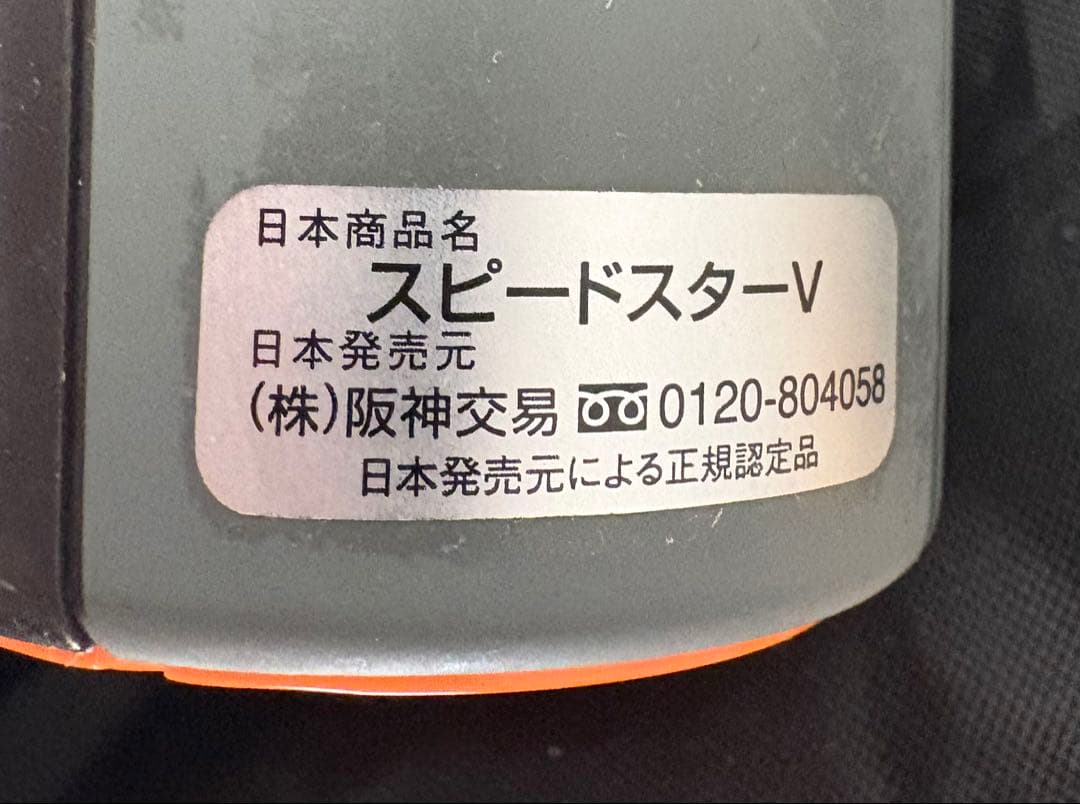 日本商品名
スピードスターV
日本発売元
(株)阪神交易 0120-804058
日本発売元による正規認定品